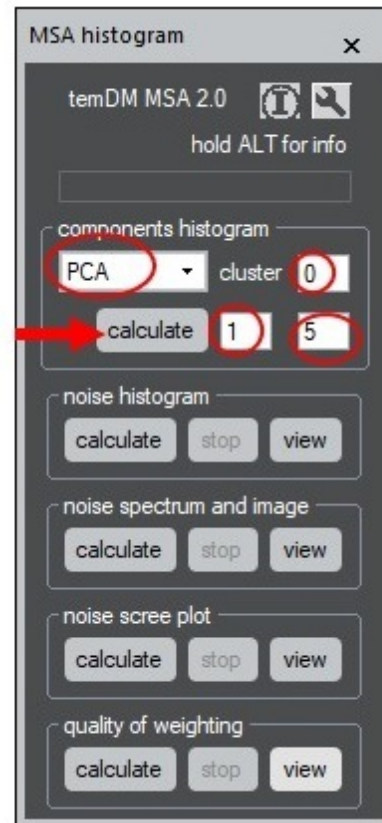 MSA histogram x
temDM MSA 2.0
hold ALT for info
components histogram
PCA cluster 0
calculate 1 5
noise histogram
calculate stop view
noise spectrum and image
calculate stop view
noise scree plot
calculate stop view
quality of weighting
calculate stop view